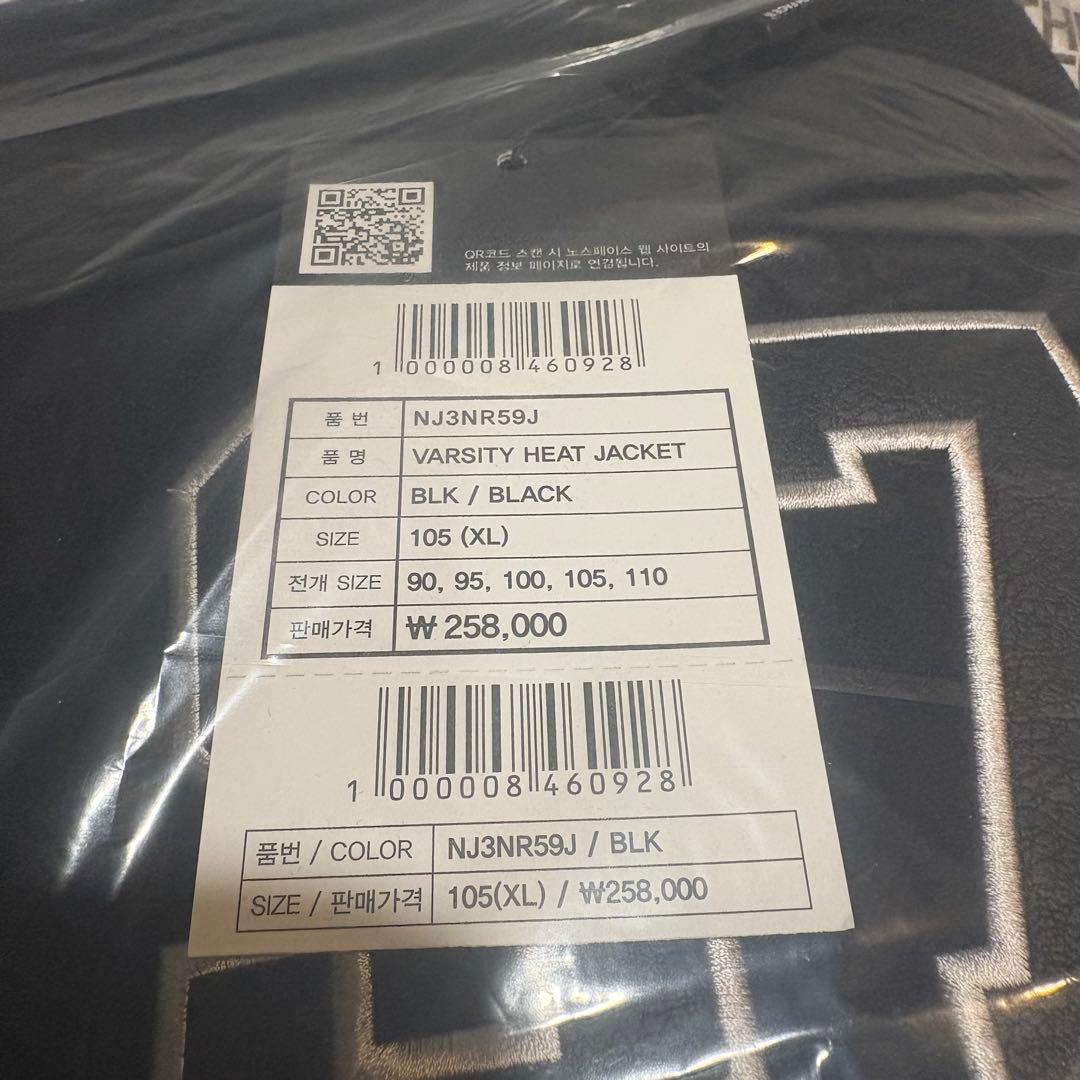 QR코드 스캔 시 노스페이스 웹 사이트의
제품 정보 페이지로 연결됩니다.
1 000008 460928
품 번 NJ3NR59J
품 명 VARSITY HEAT JACKET
COLOR BLK / BLACK
SIZE 105 (XL)
전개 SIZE 90, 95, 100, 105, 110
판매가격 ₩ 258,000
1 000008 460928
품번 / COLOR NJ3NR59J / BLK
SIZE / 판매가격 105(XL) / ₩258,000